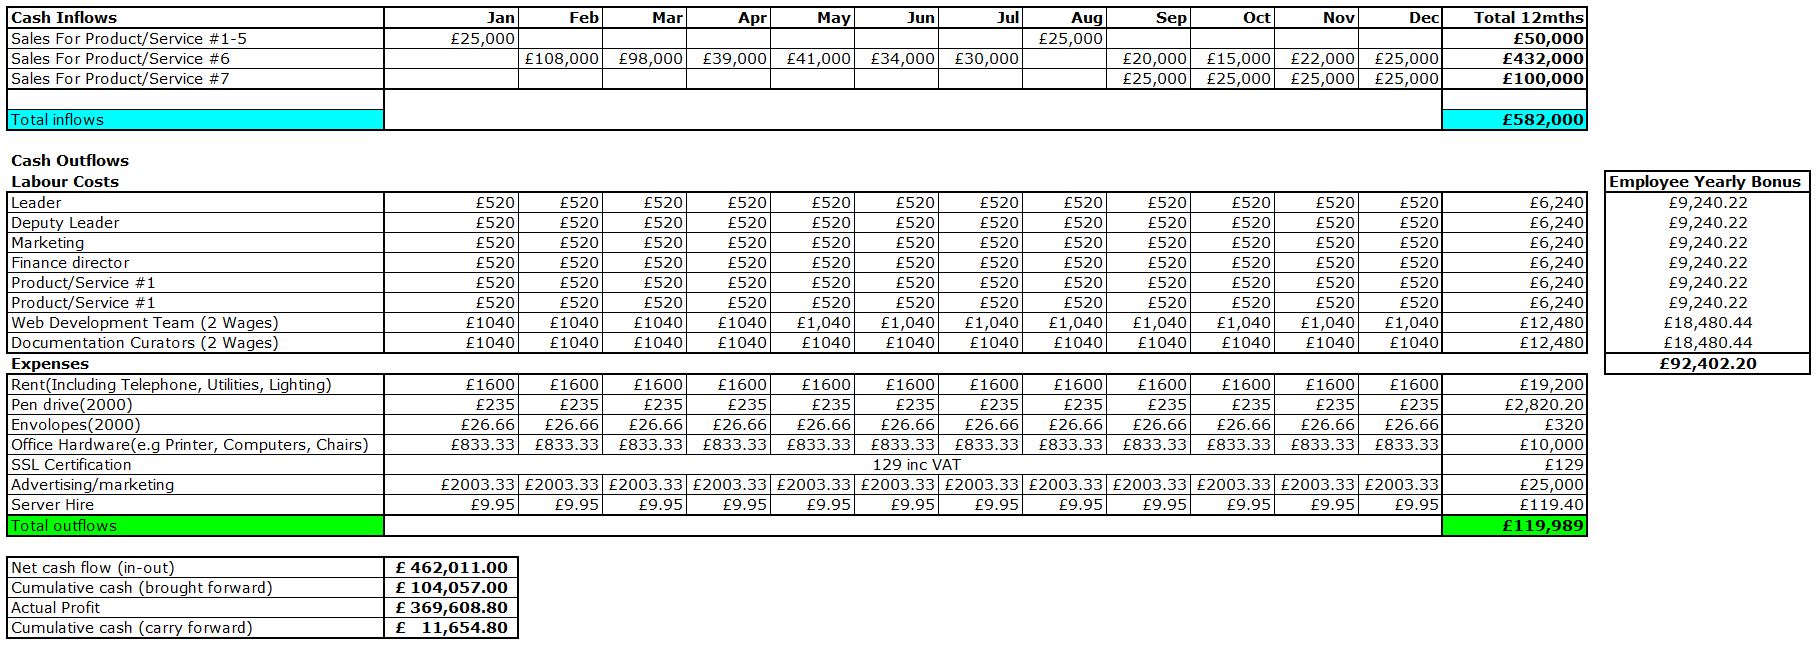 Cash Inflows Jan Feb Mar Apr May Jun Jul Aug Sep Oct Nov Dec Total 12mths
Sales For Product/Service #1-5 £25,000 £25,000 £50,000
Sales For Product/Service #6 £108,000 £98,000 £39,000 £41,000 £34,000 £30,000 £20,000 £15,000 £22,000 £25,000 £432,000
Sales For Product/Service #7 £25,000 £25,000 £25,000 £25,000 £100,000
Total inflows £582,000
Cash Outflows
Labour Costs Employee Yearly Bonus
Leader £520 £520 £520 £520 £520 £520 £520 £520 £520 £520 £520 £520 £6,240 £9,240.22
Deputy Leader £520 £520 £520 £520 £520 £520 £520 £520 £520 £520 £520 £520 £6,240 £9,240.22
Marketing £520 £520 £520 £520 £520 £520 £520 £520 £520 £520 £520 £520 £6,240 £9,240.22
Finance director £520 £520 £520 £520 £520 £520 £520 £520 £520 £520 £520 £520 £6,240 £9,240.22
Product/Service #1 £520 £520 £520 £520 £520 £520 £520 £520 £520 £520 £520 £520 £6,240 £9,240.22
Product/Service #1 £520 £520 £520 £520 £520 £520 £520 £520 £520 £520 £520 £520 £6,240 £9,240.22
Web Development Team (2 Wages) £1040 £1040 £1040 £1040 £1,040 £1,040 £1,040 £1,040 £1,040 £1,040 £1,040 £1,040 £12,480 £18,480.44
Documentation Curators (2 Wages) £1040 £1040 £1040 £1040 £1040 £1040 £1040 £1040 £1040 £1040 £1040 £1040 £12,480 £18,480.44
Expenses £92,402.20
Rent(Including Telephone, Utilities, Lighting) £1600 £1600 £1600 £1600 £1600 £1600 £1600 £1600 £1600 £1600 £1600 £1600 £19,200
Pen drive(2000) £235 £235 £235 £235 £235 £235 £235 £235 £235 £235 £235 £235 £2,820.20
Envolopes(2000) £26.66 £26.66 £26.66 £26.66 £26.66 £26.66 £26.66 £26.66 £26.66 £26.66 £26.66 £26.66 £320
Office Hardware(e.g Printer, Computers, Chairs) £833.33 £833.33 £833.33 £833.33 £833.33 £833.33 £833.33 £833.33 £833.33 £833.33 £833.33 £833.33 £10,000
SSL Certification 129 inc VAT £129
Advertising/marketing £2003.33 £2003.33 £2003.33 £2003.33 £2003.33 £2003.33 £2003.33 £2003.33 £2003.33 £2003.33 £2003.33 £2003.33 £25,000
Server Hire £9.95 £9.95 £9.95 £9.95 £9.95 £9.95 £9.95 £9.95 £9.95 £9.95 £9.95 £9.95 £119.40
Total outflows £119,989
Net cash flow (in-out) £ 462,011.00
Cumulative cash (brought forward) £ 104,057.00
Actual Profit £ 369,608.80
Cumulative cash (carry forward) £ 11,654.80